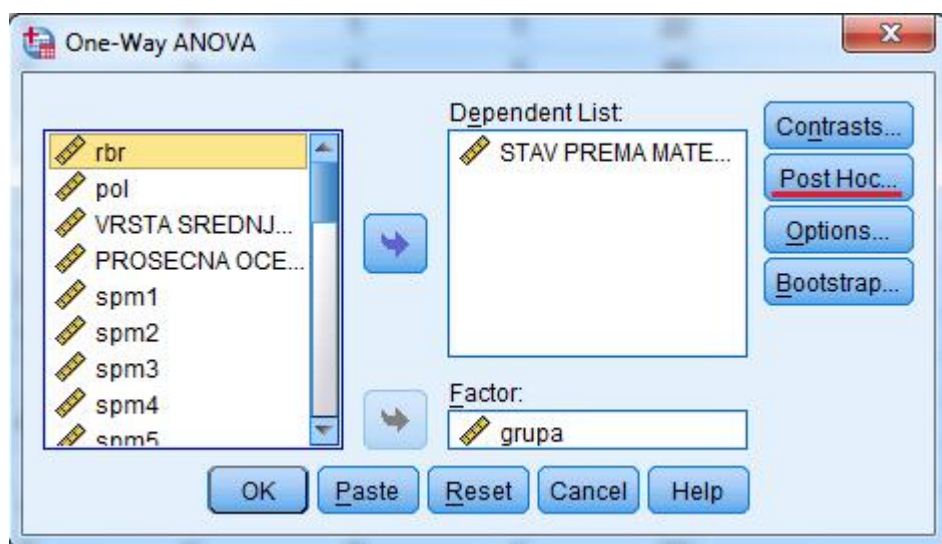 One-Way ANOVA
rbr
pol
VRSTA SREDNJ...
PROSECNA OCE...
spm1
spm2
spm3
spm4
spm5
Dependent List:
STAV PREMA MATE...
Factor:
grupa
Contrasts...
Post Hoc...
Options...
Bootstrap...
OK
Paste
Reset
Cancel
Help